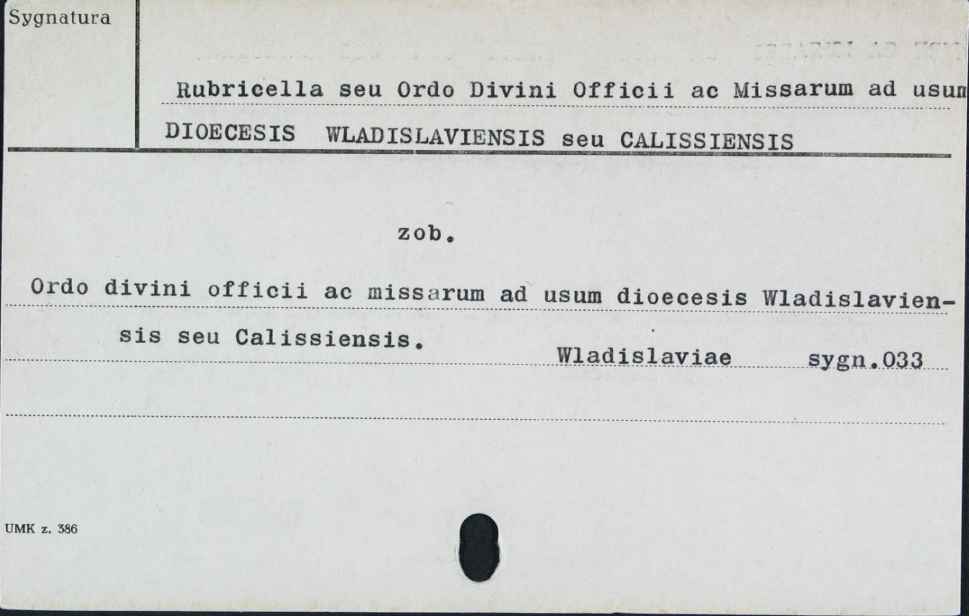 Sygnatura
Rubricella seu Ordo Divini Officii ac Missarum ad usum
DIOECESIS WLADISLAVIENSIS seu CALISSIENSIS
zob.
Ordo divini officii ac missarum ad usum dioecesis Wladislavien-
sis seu Calissiensis.
Wladislaviae sygn.033
UMK z. 386